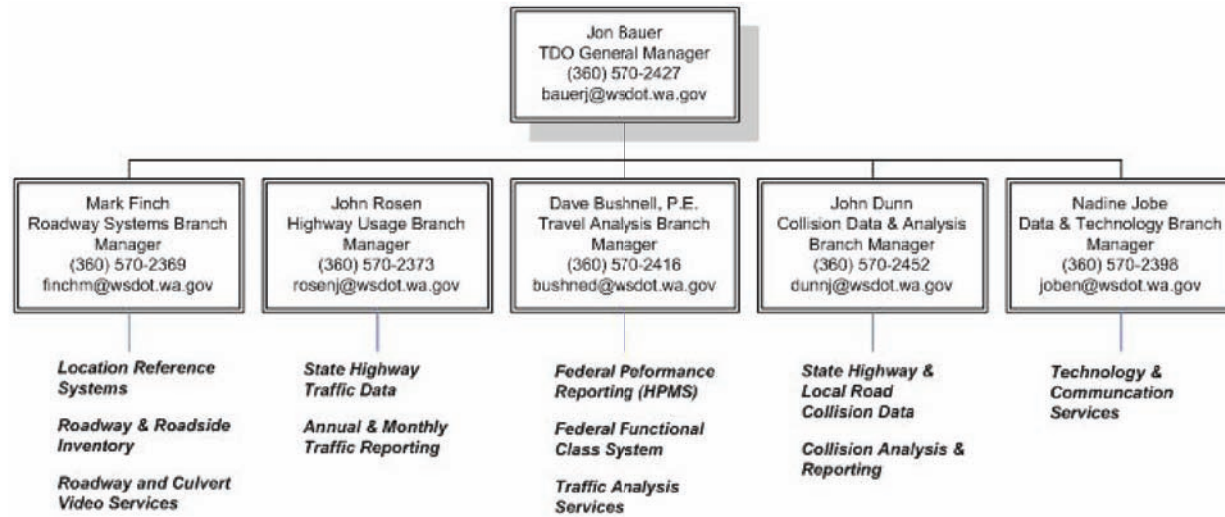 Jon Bauer
TDO General Manager
(360) 570-2427
bauerj@wsdot.wa.gov
Mark Finch
Roadway Systems Branch
Manager
(360) 570-2369
finchm@wsdot.wa.gov
John Rosen
Highway Usage Branch
Manager
(360) 570-2373
rosenj@wsdot.wa.gov
Dave Bushnell, P.E.
Travel Analysis Branch
Manager
(360) 570-2416
bushned@wsdot.wa.gov
John Dunn
Collision Data & Analysis
Branch Manager
(360) 570-2452
dunnj@wsdot.wa.gov
Nadine Jobe
Data & Technology Branch
Manager
(360) 570-2398
joben@wsdot.wa.gov
Location Reference
Systems
Roadway & Roadside
Inventory
Roadway and Culvert
Video Services
State Highway
Traffic Data
Annual & Monthly
Traffic Reporting
Federal Peformance
Reporting (HPMS)
Federal Functional
Class System
Traffic Analysis
Services
State Highway &
Local Road
Collision Data
Collision Analysis &
Reporting
Technology &
Communcation
Services